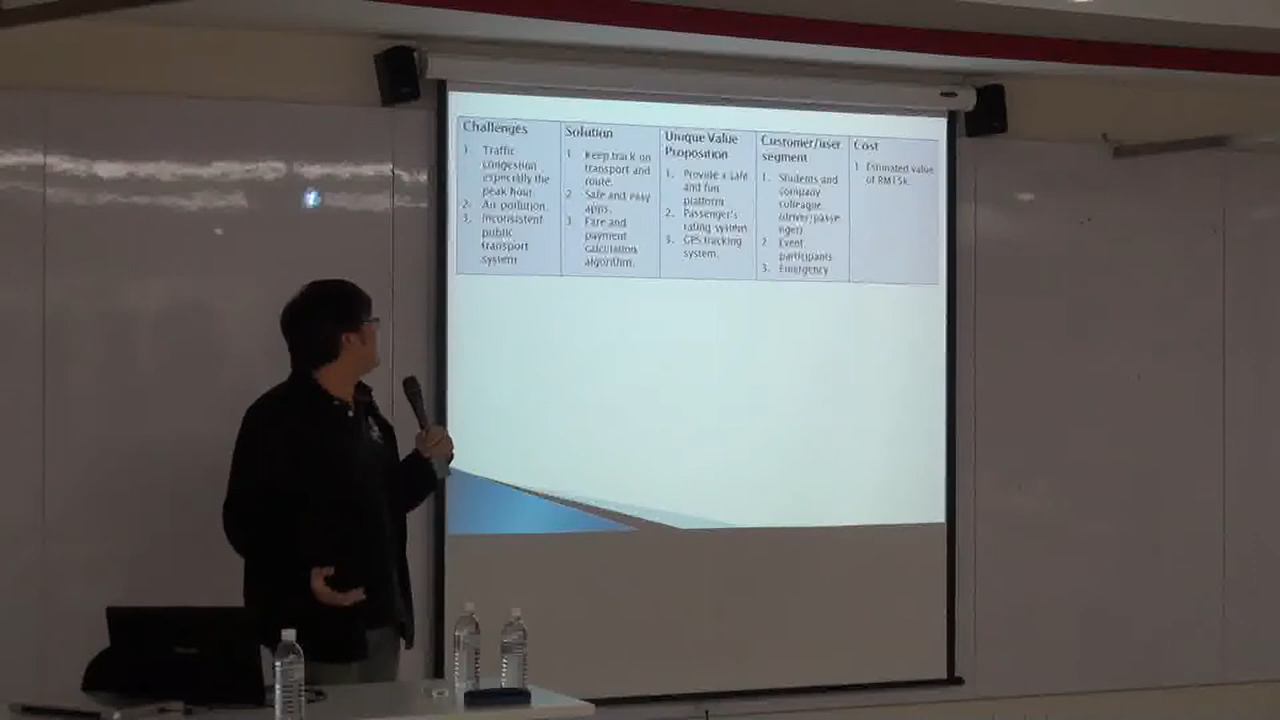 Challenges
1. Traffic
congestion
especially the
peak hour.
2. Air pollution.
3. Inconsistent
public
transport
system
Solution
1. Keep track on
transport and
route.
2. Safe and easy
apps.
3. Fare and
payment
calculation
algorithm.
Unique Value
Proposition
1. Provide a safe
and fun
platform
2. Passenger's
rating system
3. GPS tracking
system.
Customer/user
segment
1. Students and
company
colleague
(driver/passe
nger)
2. Event
participants
3. Emergency
Cost
1. Estimated value
of RM15k.